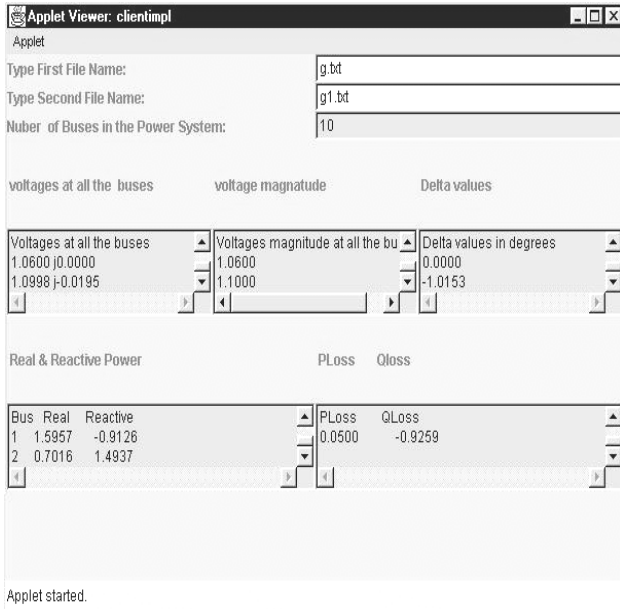 Applet Viewer: clientimpl
Applet
Type First File Name: g.txt
Type Second File Name: g1.txt
Nuber of Buses in the Power System: 10
voltages at all the buses voltage magnatude Delta values
Voltages at all the buses
1.0600 j0.0000
1.0998 j-0.0195
Voltages magnitude at all the bu
1.0600
1.1000
Delta values in degrees
0.0000
-1.0153
Real & Reactive Power PLoss Qloss
Bus Real Reactive
1 1.5957 -0.9126
2 0.7016 1.4937
PLoss QLoss
0.0500 -0.9259
Applet started.